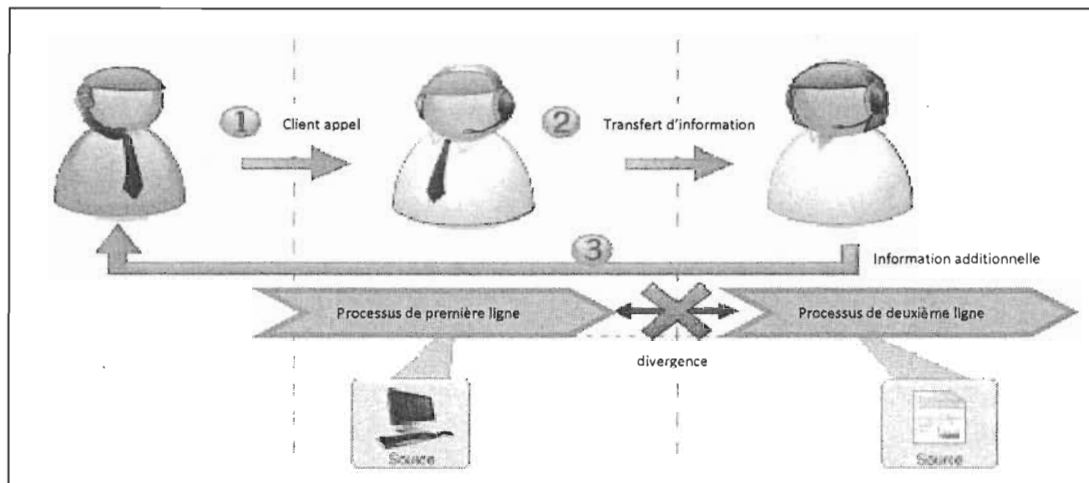 1 Client appel
2 Transfert d'information
3
Information additionnelle
Processus de première ligne
Processus de deuxième ligne
divergence
Source
Source